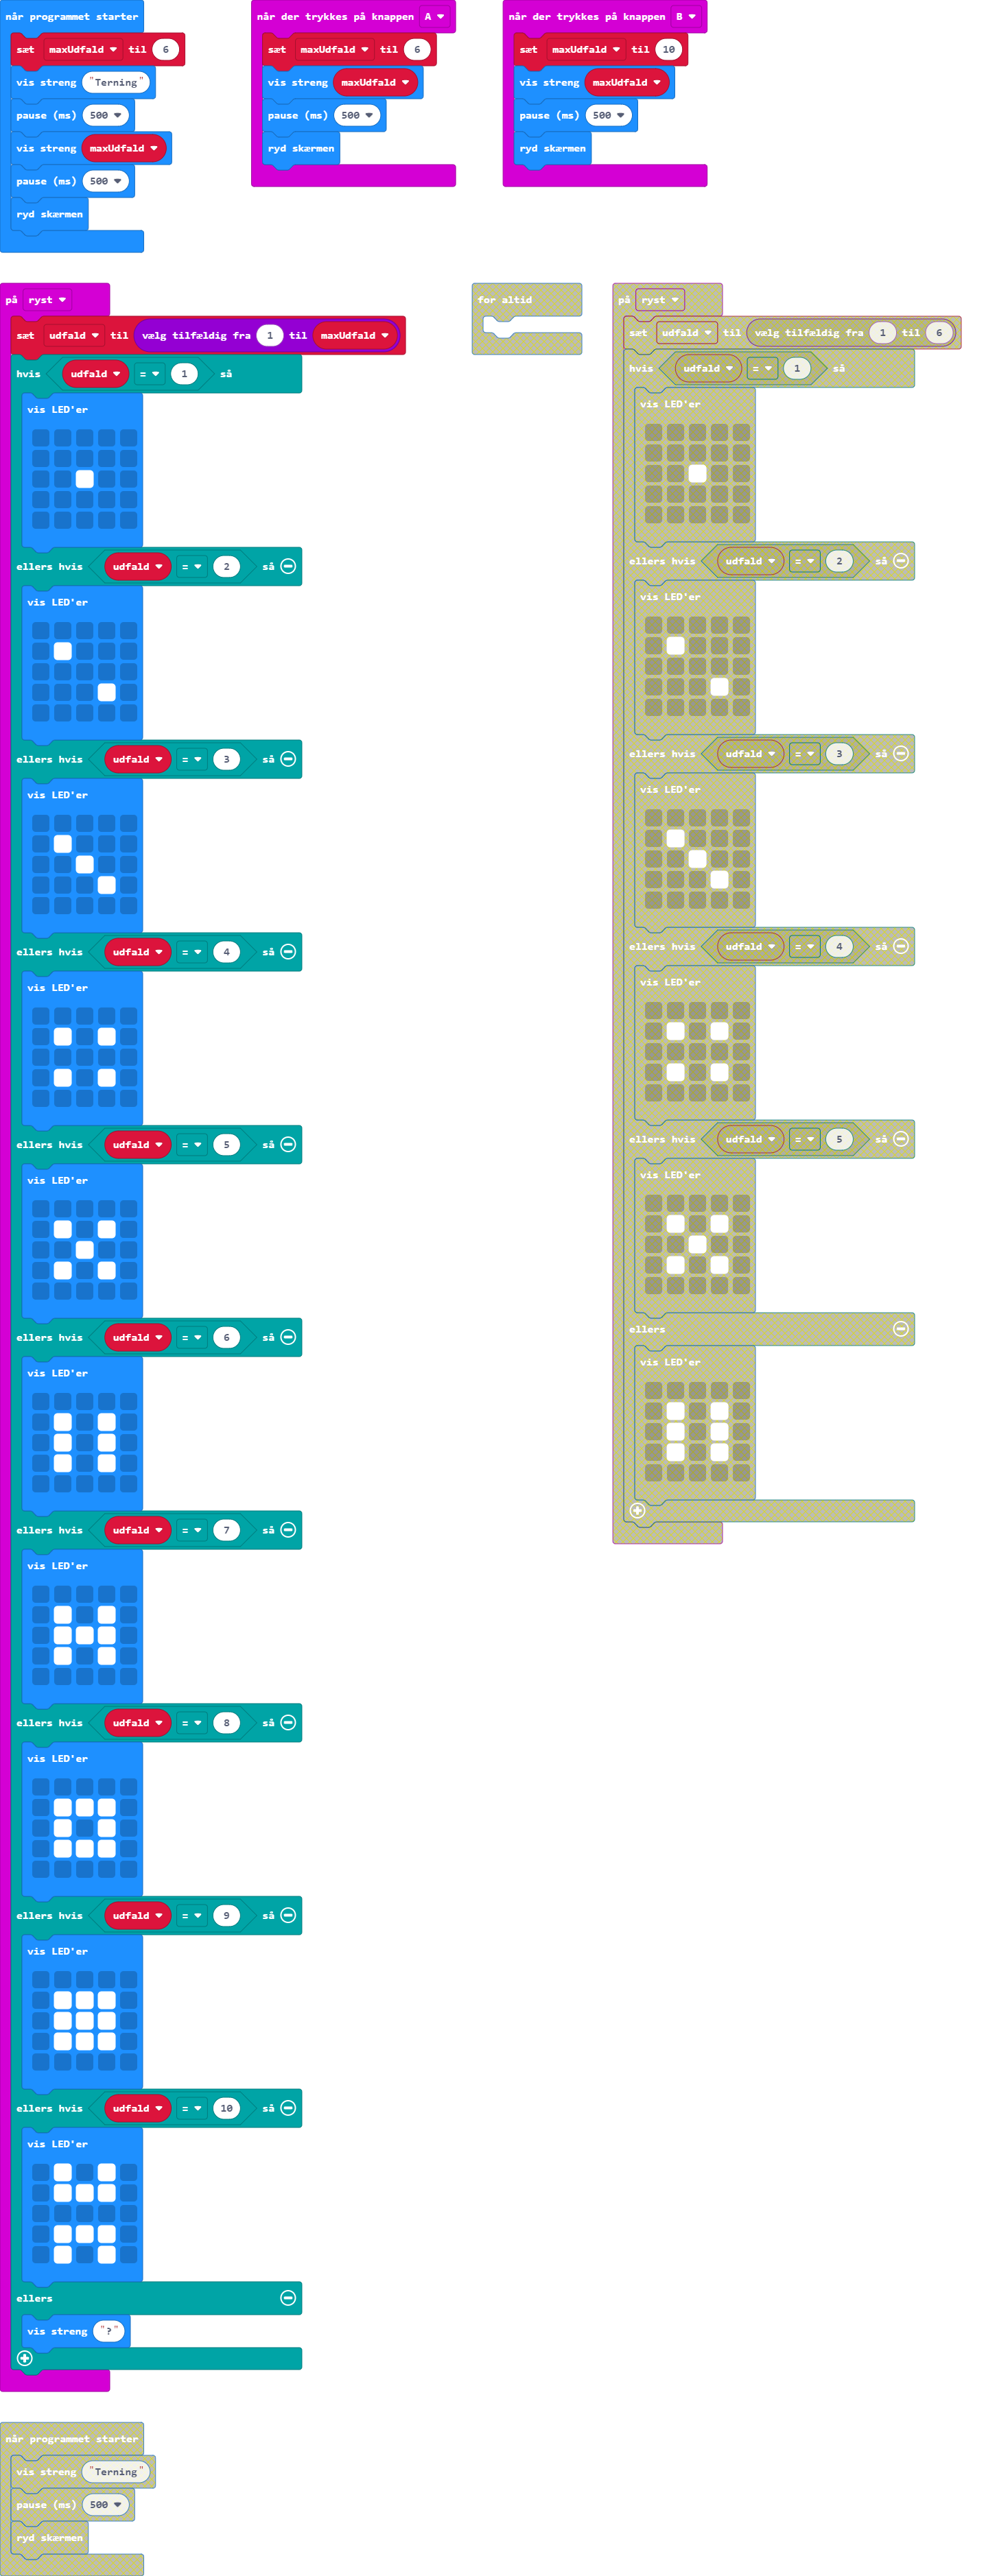 når programmet starter
sæt maxUdfald til 6
vis streng "Terning"
pause (ms) 500
vis streng maxUdfald
pause (ms) 500
ryd skærmen
når der trykkes på knappen A
sæt maxUdfald til 6
vis streng maxUdfald
pause (ms) 500
ryd skærmen
når der trykkes på knappen B
sæt maxUdfald til 10
vis streng maxUdfald
pause (ms) 500
ryd skærmen
på ryst
sæt udfald til vælg tilfældig fra 1 til maxUdfald
hvis udfald = 1 så
vis LED'er
ellers hvis udfald = 2 så
vis LED'er
ellers hvis udfald = 3 så
vis LED'er
ellers hvis udfald = 4 så
vis LED'er
ellers hvis udfald = 5 så
vis LED'er
ellers hvis udfald = 6 så
vis LED'er
ellers hvis udfald = 7 så
vis LED'er
ellers hvis udfald = 8 så
vis LED'er
ellers hvis udfald = 9 så
vis LED'er
ellers hvis udfald = 10 så
vis LED'er
ellers
vis streng "?"
for altid
på ryst
sæt udfald til vælg tilfældig fra 1 til 6
hvis udfald = 1 så
vis LED'er
ellers hvis udfald = 2 så
vis LED'er
ellers hvis udfald = 3 så
vis LED'er
ellers hvis udfald = 4 så
vis LED'er
ellers hvis udfald = 5 så
vis LED'er
ellers
vis LED'er
når programmet starter
vis streng "Terning"
pause (ms) 500
ryd skærmen